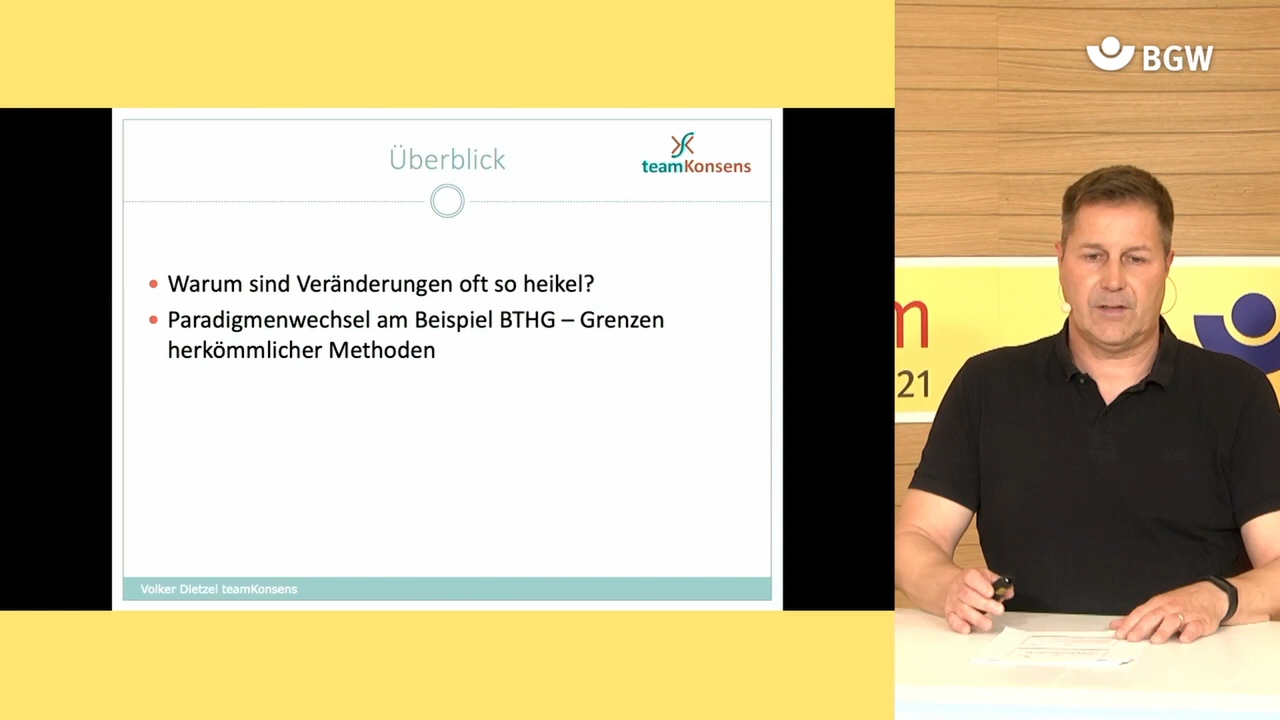 Überblick
teamKonsens
• Warum sind Veränderungen oft so heikel?
• Paradigmenwechsel am Beispiel BTHG – Grenzen
herkömmlicher Methoden
Volker Dietzel teamKonsens
BGW
m
21